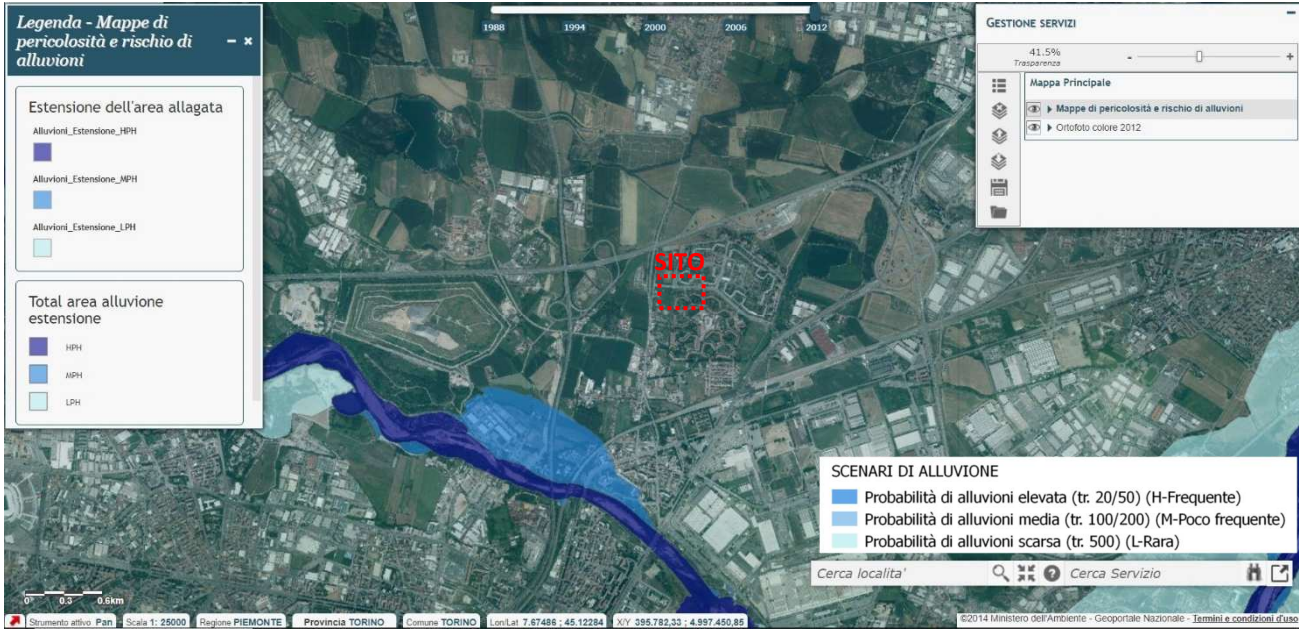 Legenda - Mappe di
pericolosità e rischio di
alluvioni
Estensione dell'area allagata
Alluvioni_Estensione_HPH
Alluvioni_Estensione_MPH
Alluvioni_Estensione_LPH
Total area alluvione
estensione
HPH
MPH
LPH
1988
1994
2000
2006
2012
GESTIONE SERVIZI
41.5%
Trasparenza
- +
Mappa Principale
Mappe di pericolosità e rischio di alluvioni
Ortofoto colore 2012
SITO
SCENARI DI ALLUVIONE
Probabilità di alluvioni elevata (tr. 20/50) (H-Frequente)
Probabilità di alluvioni media (tr. 100/200) (M-Poco frequente)
Probabilità di alluvioni scarsa (tr. 500) (L-Rara)
Cerca localita'
Cerca Servizio
0 0.3 0.6km
Strumento attivo Pan
Scala 1: 25000
Regione PIEMONTE
Provincia TORINO
Comune TORINO
Lon/Lat 7.67486 ; 45.12284
X/Y 395.782,33 ; 4.997.450,85
©2014 Ministero dell'Ambiente - Geoportale Nazionale - Termini e condizioni d'uso